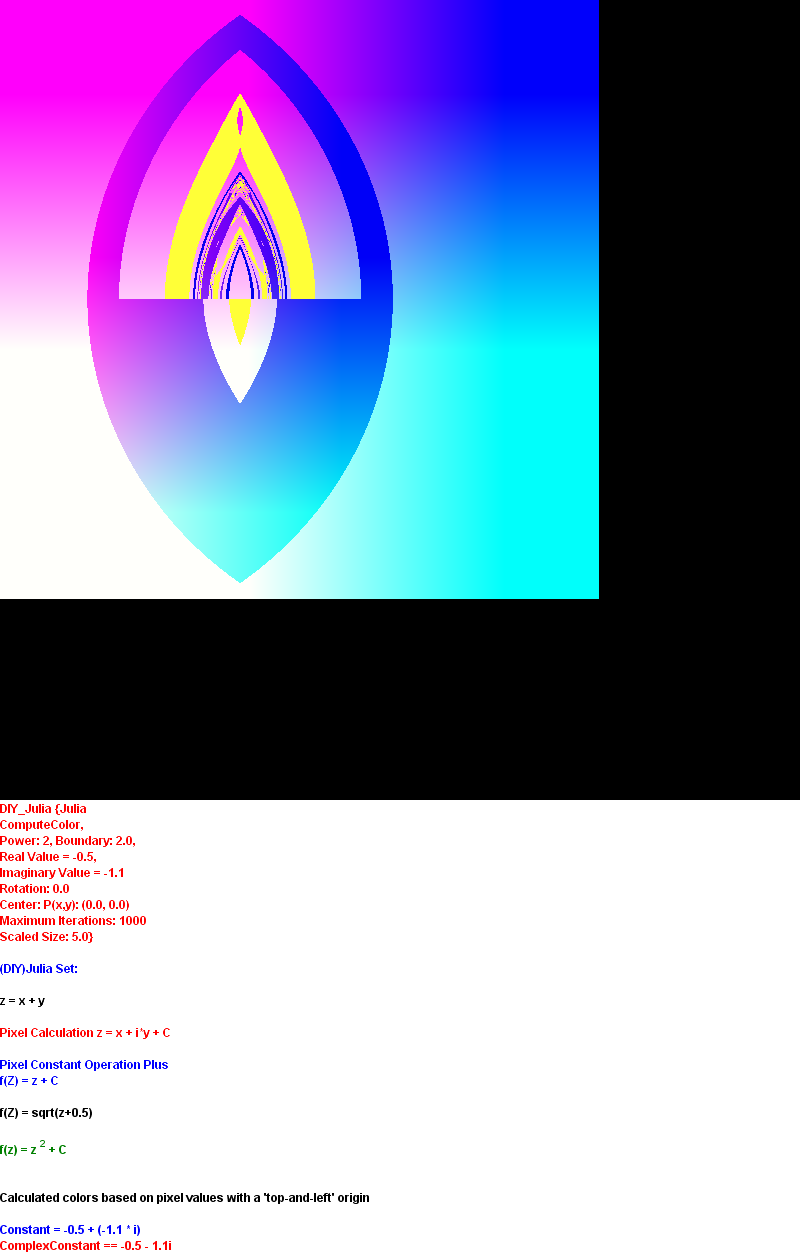 DIY_Julia {Julia
ComputeColor,
Power: 2, Boundary: 2.0,
Real Value = -0.5,
Imaginary Value = -1.1
Rotation: 0.0
Center: P(x,y): (0.0, 0.0)
Maximum Iterations: 1000
Scaled Size: 5.0}
(DIY)Julia Set:
z = x + y
Pixel Calculation z = x + i*y + C
Pixel Constant Operation Plus
f(Z) = z + C
f(Z) = sqrt(z+0.5)
f(z) = z ² + C
Calculated colors based on pixel values with a 'top-and-left' origin
Constant = -0.5 + (-1.1 * i)
ComplexConstant == -0.5 - 1.1i